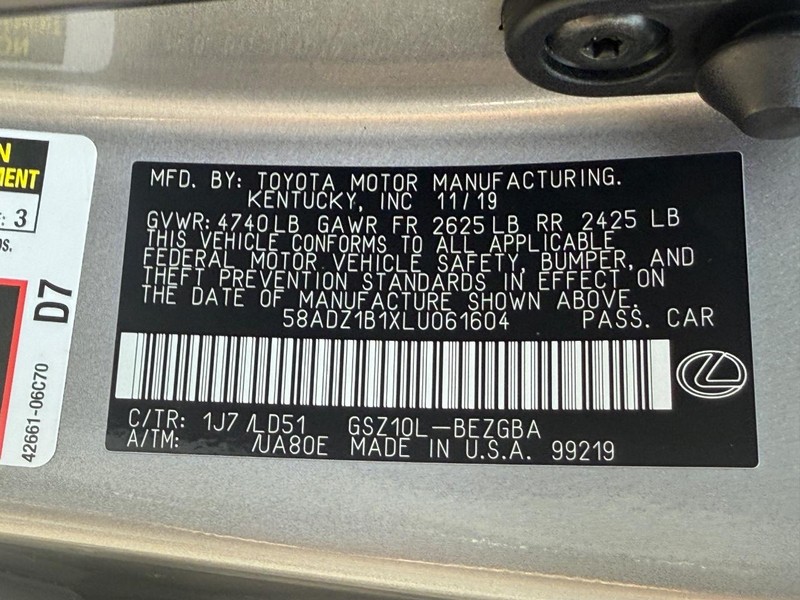 MFD. BY: TOYOTA MOTOR MANUFACTURING.
KENTUCKY, INC 11/19
GVWR: 4740LB GAWR FR 2625LB RR 2425 LB
THIS VEHICLE CONFORMS TO ALL APPLICABLE
FEDERAL MOTOR VEHICLE SAFETY, BUMPER, AND
THEFT PREVENTION STANDARDS IN EFFECT ON
THE DATE OF MANUFACTURE SHOWN ABOVE.
58ADZ1B1XLU061604 PASS. CAR
C/TR: 1J7 /LD51 GSZ10L-BEZGBA
A/TM: /UA80E MADE IN U.S.A. 99219
N
MENT
: 3
D7
42661-06C70